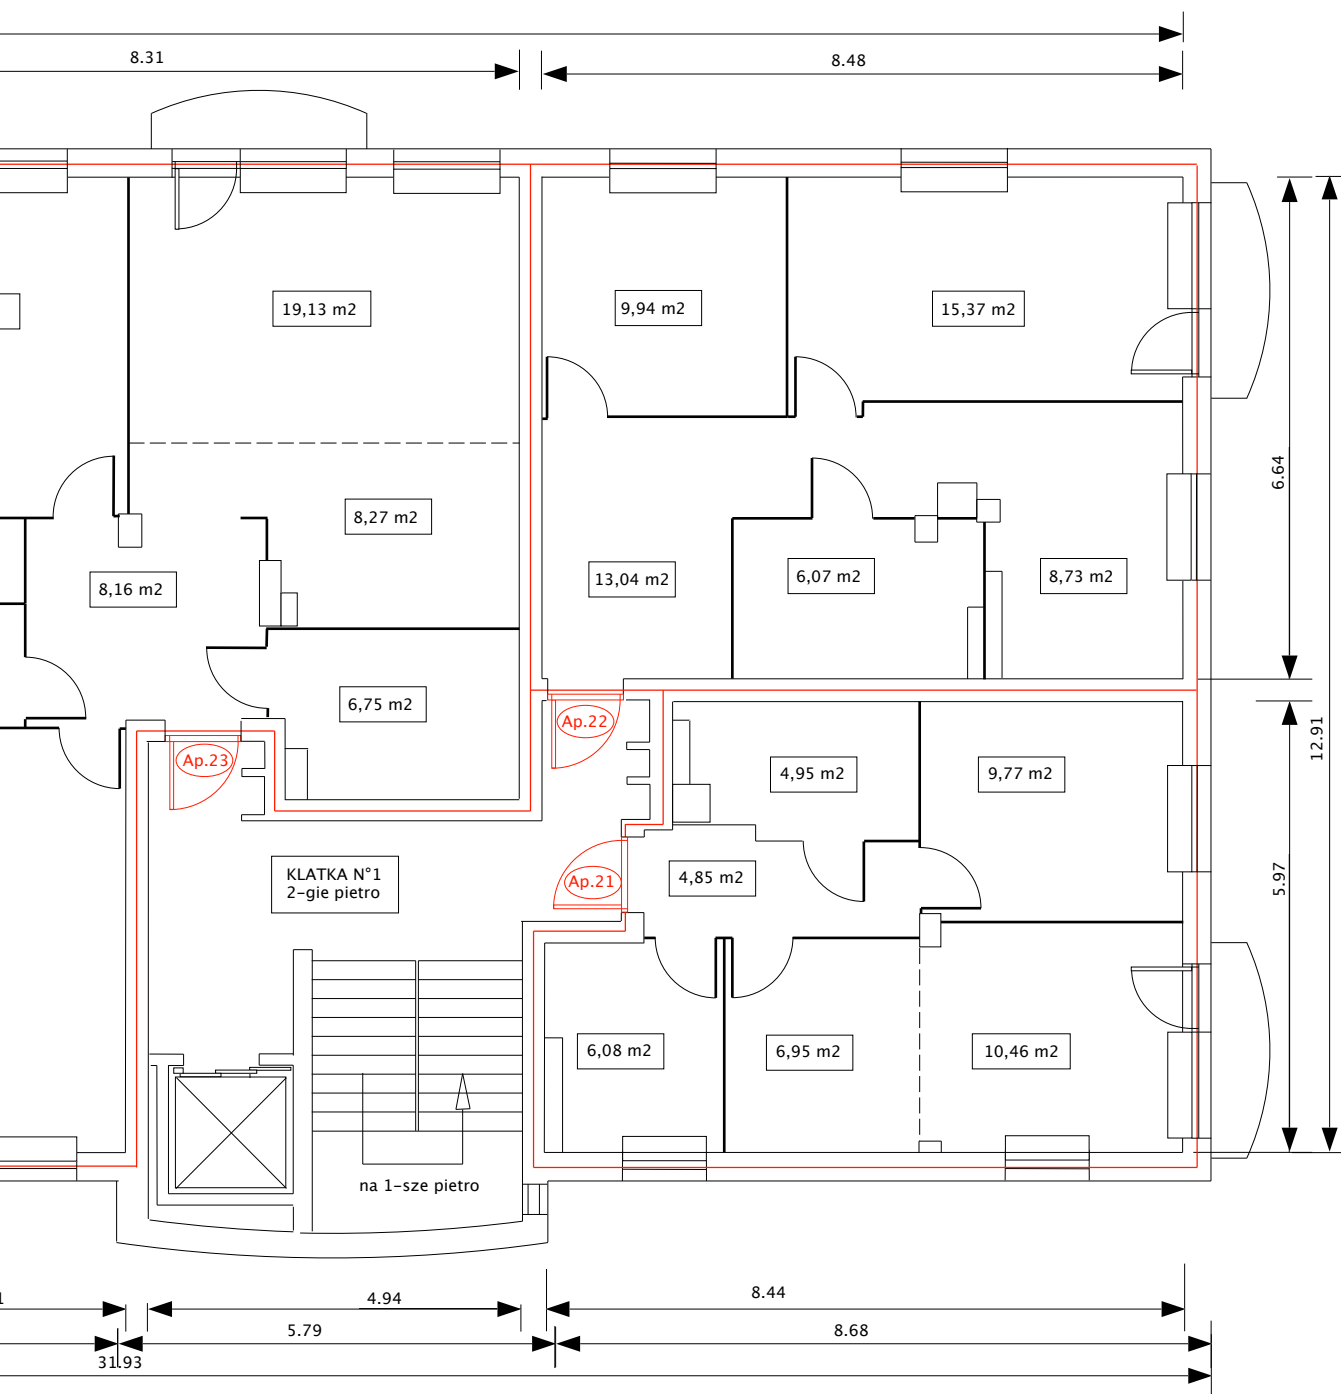 8.31
8.48
19,13 m2
9,94 m2
15,37 m2
6.64
8,27 m2
8,16 m2
13,04 m2
6,07 m2
8,73 m2
6,75 m2
Ap.22
Ap.23
12.91
4,95 m2
9,77 m2
KLATKA N°1
2-gie pietro
Ap.21
4,85 m2
5.97
6,08 m2
6,95 m2
10,46 m2
na 1-sze pietro
4.94
8.44
5.79
8.68
31.93